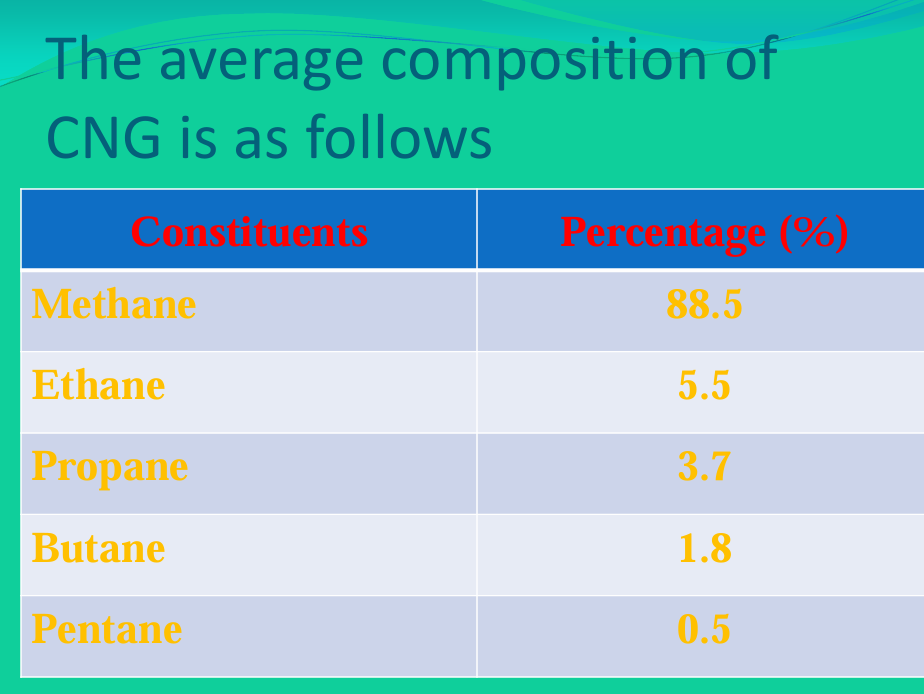 The average composition of
CNG is as follows
Constituents Percentage (%)
Methane 88.5
Ethane 5.5
Propane 3.7
Butane 1.8
Pentane 0.5